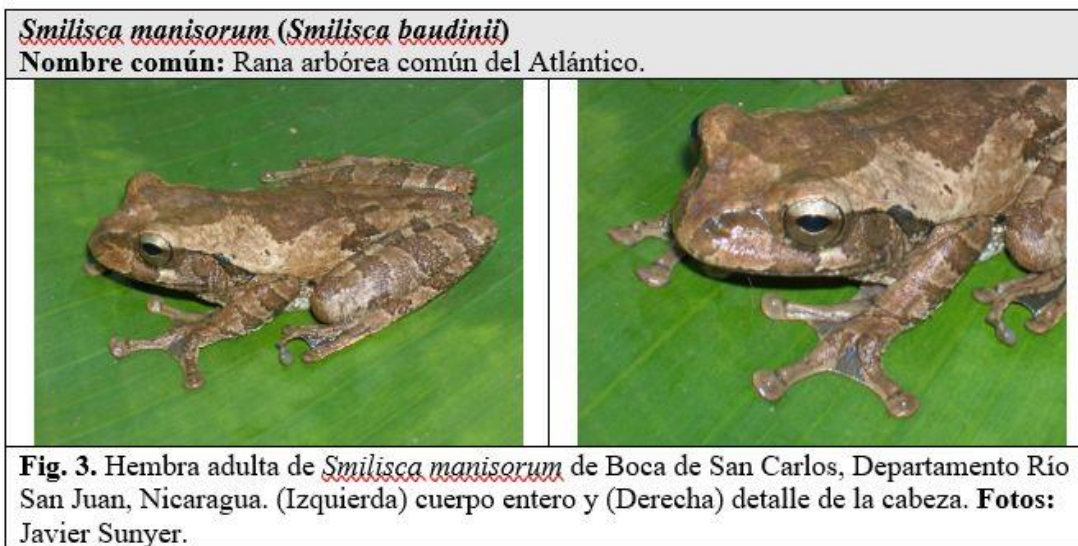 Smilisca manisorum (Smilisca baudinii)
Nombre común: Rana arbórea común del Atlántico.
Fig. 3. Hembra adulta de Smilisca manisorum de Boca de San Carlos, Departamento Río
San Juan, Nicaragua. (Izquierda) cuerpo entero y (Derecha) detalle de la cabeza. Fotos:
Javier Sunyer.